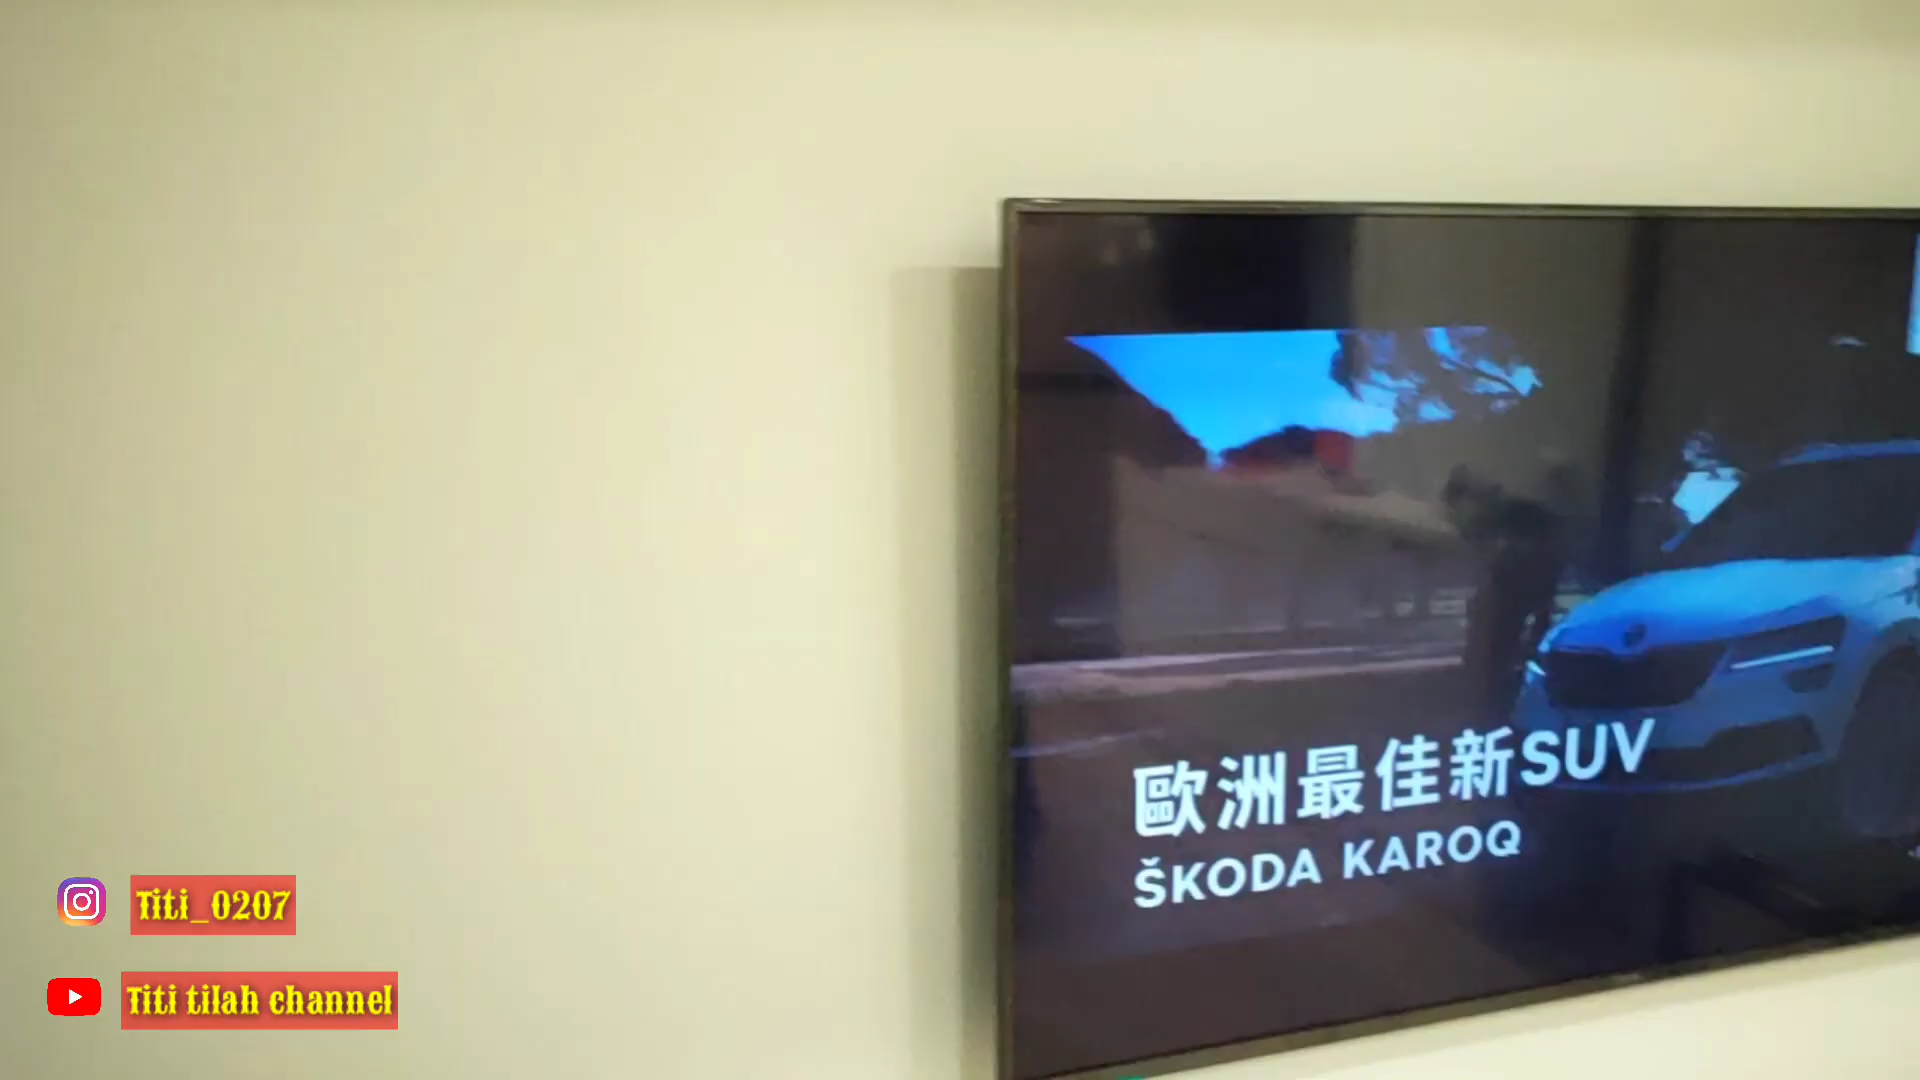 歐洲最佳新SUV
ŠKODA KAROQ
Titi_0207
Titi tilah channel